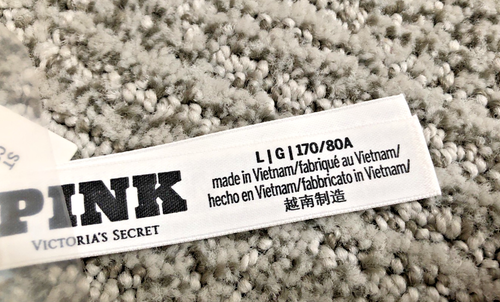 PINK
VICTORIA'S SECRET
L|G|170/80A
made in Vietnam/fabriqué au Vietnam/
hecho en Vietnam/fabbricato in Vietnam/
越南制造